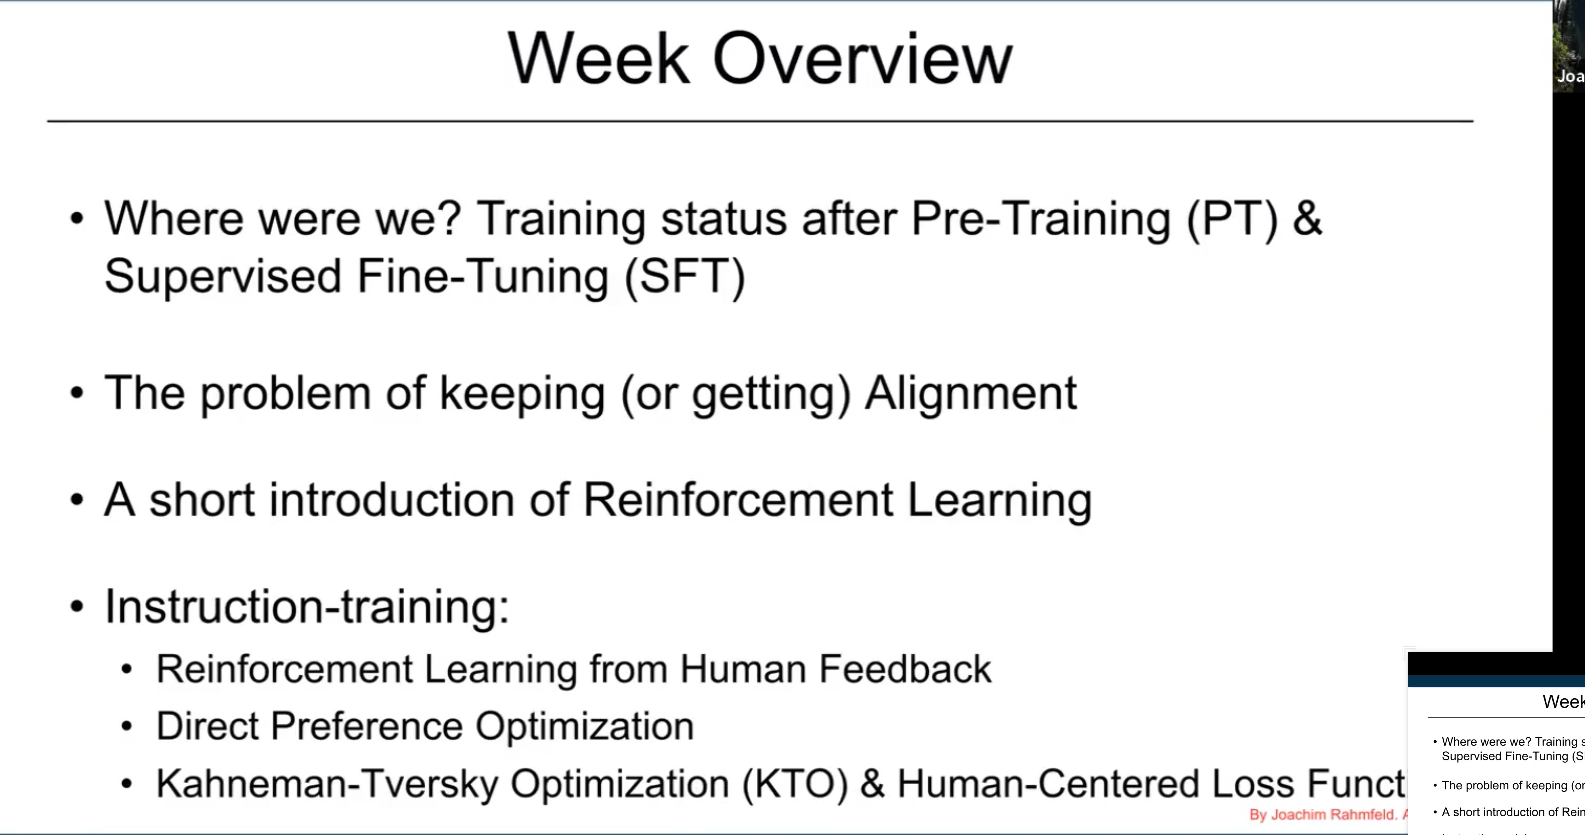 Week Overview
• Where were we? Training status after Pre-Training (PT) &
Supervised Fine-Tuning (SFT)
• The problem of keeping (or getting) Alignment
• A short introduction of Reinforcement Learning
• Instruction-training:
• Reinforcement Learning from Human Feedback
• Direct Preference Optimization
• Kahneman-Tversky Optimization (KTO) & Human-Centered Loss Funct
By Joachim Rahmfeld.
Joa
Week
• Where were we? Training s
Supervised Fine-Tuning (S
• The problem of keeping (or
• A short introduction of Rein